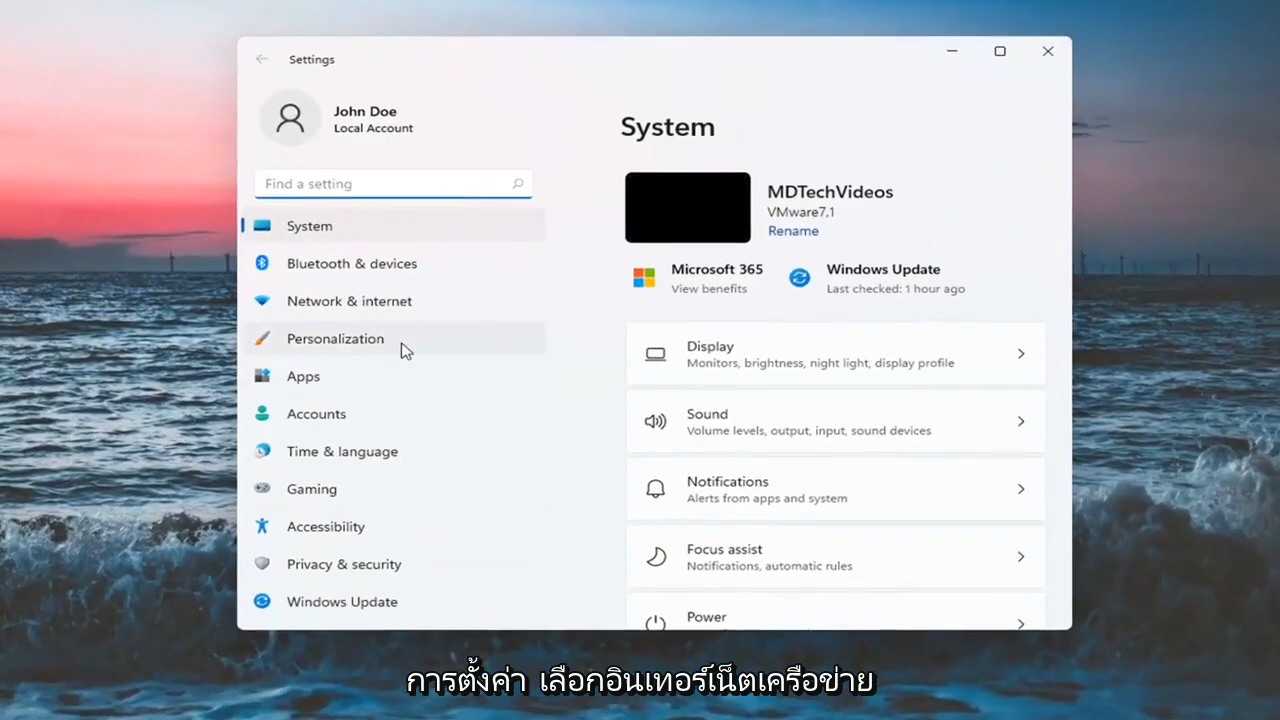 Settings
John Doe
Local Account
Find a setting
System
Bluetooth & devices
Network & internet
Personalization
Apps
Accounts
Time & language
Gaming
Accessibility
Privacy & security
Windows Update
System
MDTechVideos
VMware7,1
Rename
Microsoft 365
View benefits
Windows Update
Last checked: 1 hour ago
Display
Monitors, brightness, night light, display profile
Sound
Volume levels, output, input, sound devices
Notifications
Alerts from apps and system
Focus assist
Notifications, automatic rules
Power
การตั้งค่า เลือกอินเทอร์เน็ตเครือข่าย